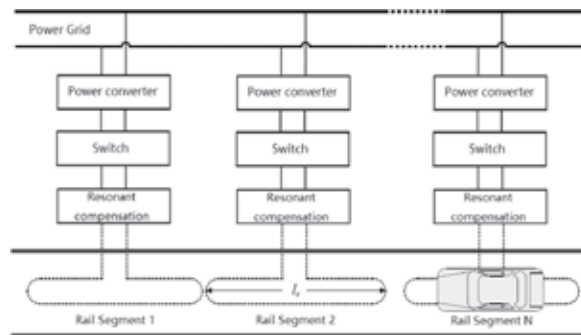 Power Grid
Power converter
Power converter
Power converter
Switch
Switch
Switch
Resonant
compensation
Resonant
compensation
Resonant
compensation
Rail Segment 1
Rail Segment 2
Rail Segment N